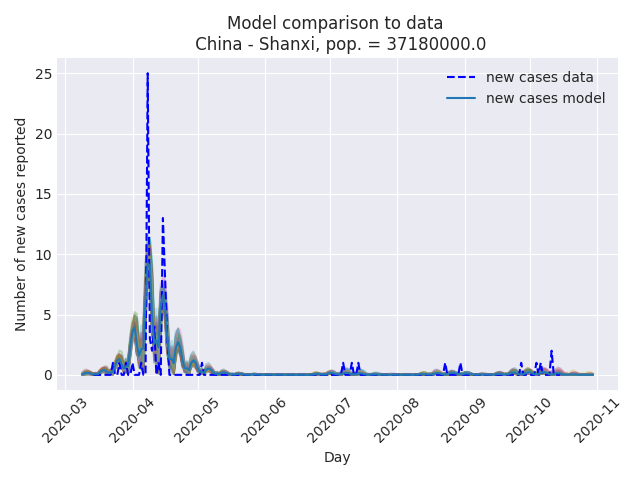 Model comparison to data
China - Shanxi, pop. = 37180000.0
new cases data
new cases model
Number of new cases reported
25
20
15
10
5
0
2020-03
2020-04
2020-05
2020-06
2020-07
2020-08
2020-09
2020-10
2020-11
Day